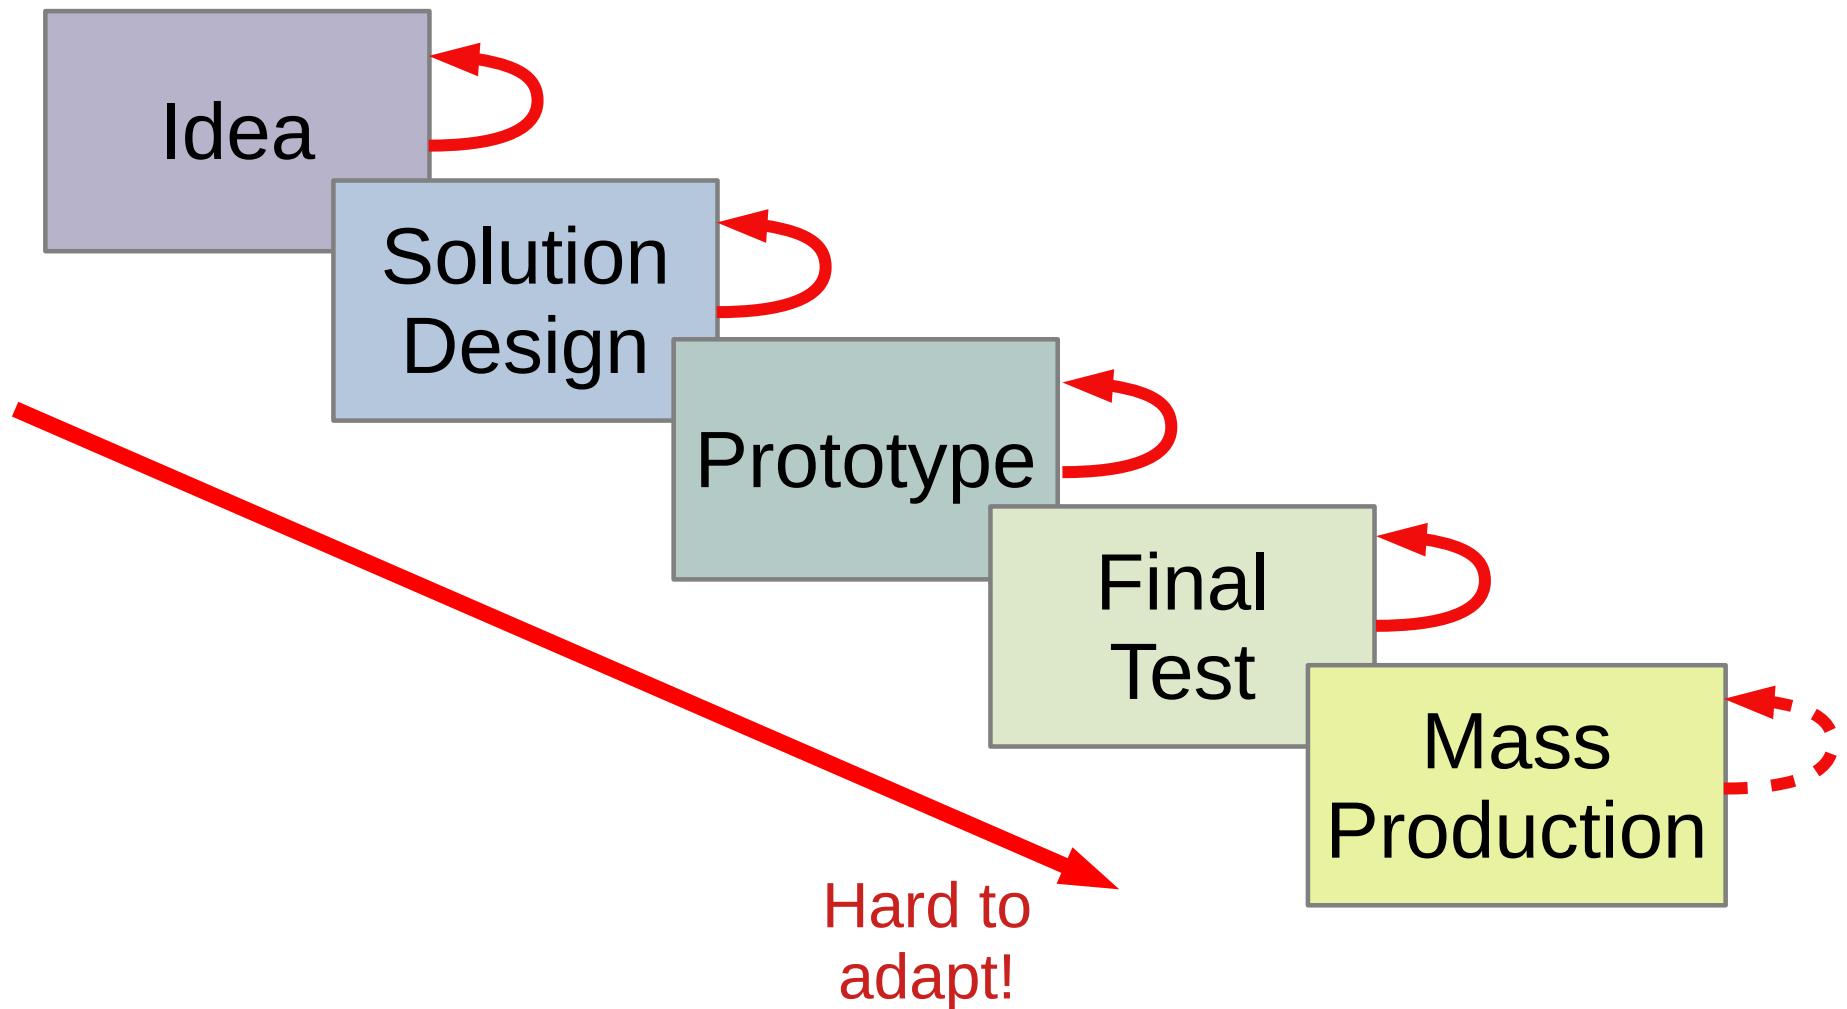 Idea
Solution
Design
Prototype
Final
Test
Mass
Production
Hard to
adapt!